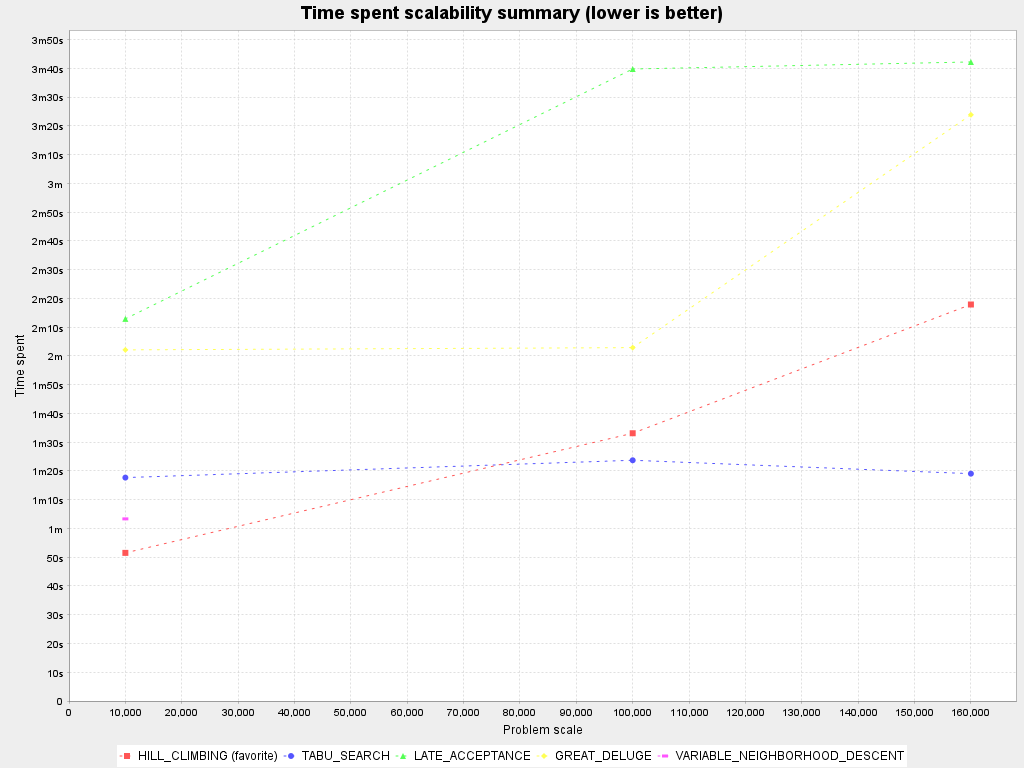 Time spent scalability summary (lower is better)
3m50s
3m40s
3m30s
3m20s
3m10s
3m
2m50s
2m40s
2m30s
2m20s
2m10s
2m
1m50s
1m40s
1m30s
1m20s
1m10s
1m
50s
40s
30s
20s
10s
0
Time spent
0 10,000 20,000 30,000 40,000 50,000 60,000 70,000 80,000 90,000 100,000 110,000 120,000 130,000 140,000 150,000 160,000
Problem scale
HILL_CLIMBING (favorite) TABU_SEARCH LATE_ACCEPTANCE GREAT_DELUGE VARIABLE_NEIGHBORHOOD_DESCENT